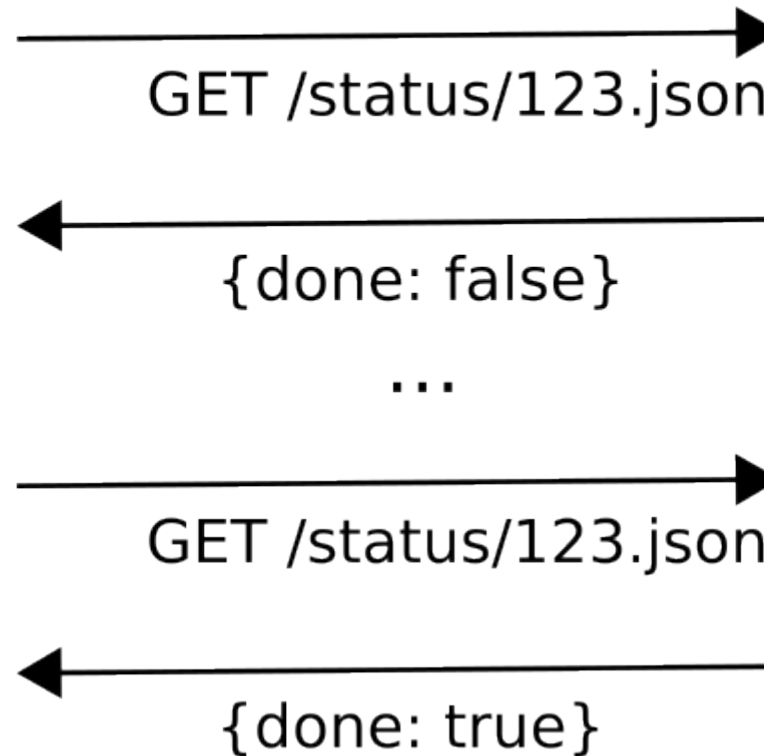 GET /status/123.json
{done: false}
...
GET /status/123.json
{done: true}